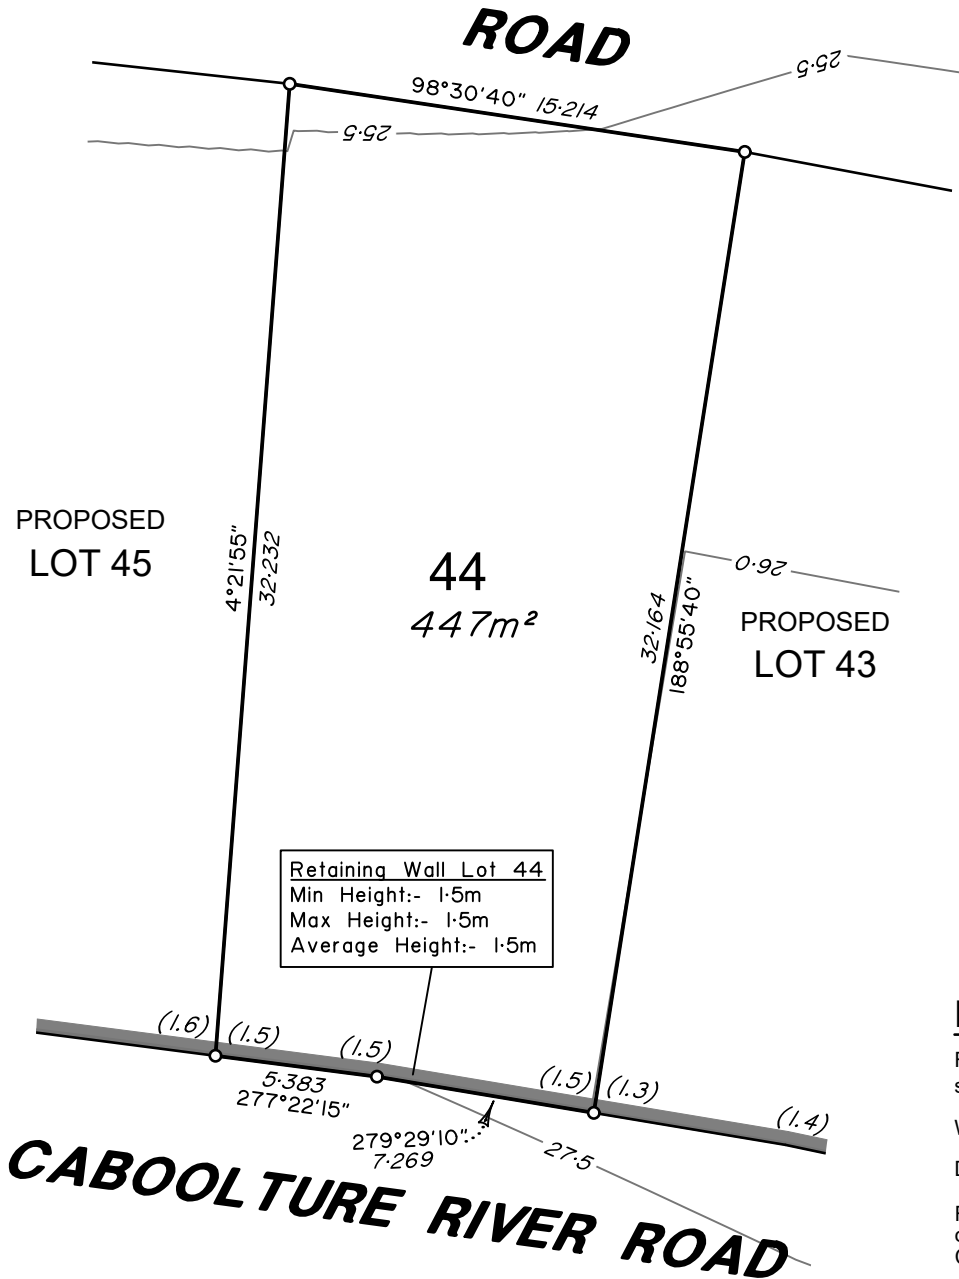 ROAD
25·5
98°30'40" 15·214
25·5
PROPOSED
LOT 45
4°21'55"
32·232
44
447m²
26·0
32·164
188°55'40"
PROPOSED
LOT 43
Retaining Wall Lot 44
Min Height:- 1·5m
Max Height:- 1·5m
Average Height:- 1·5m
(1.6) (1.5) (1.5) (1.5) (1.3) (1.4)
5·383
277°22'15"
279°29'10"
7·269
27·5
CABOOLTURE RIVER ROAD